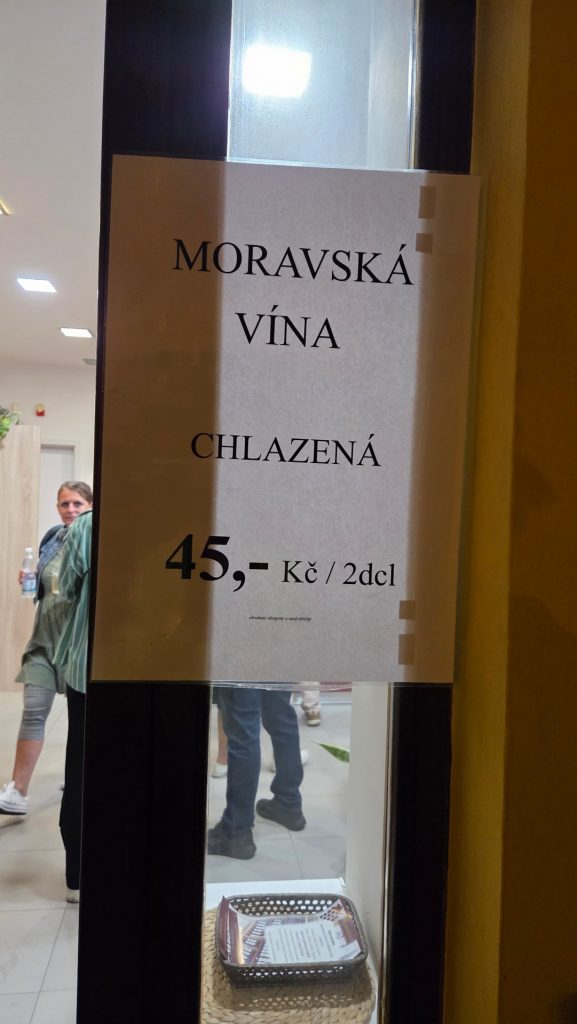 MORAVSKÁ
VÍNA
CHLAZENÁ
45,- Kč / 2dcl